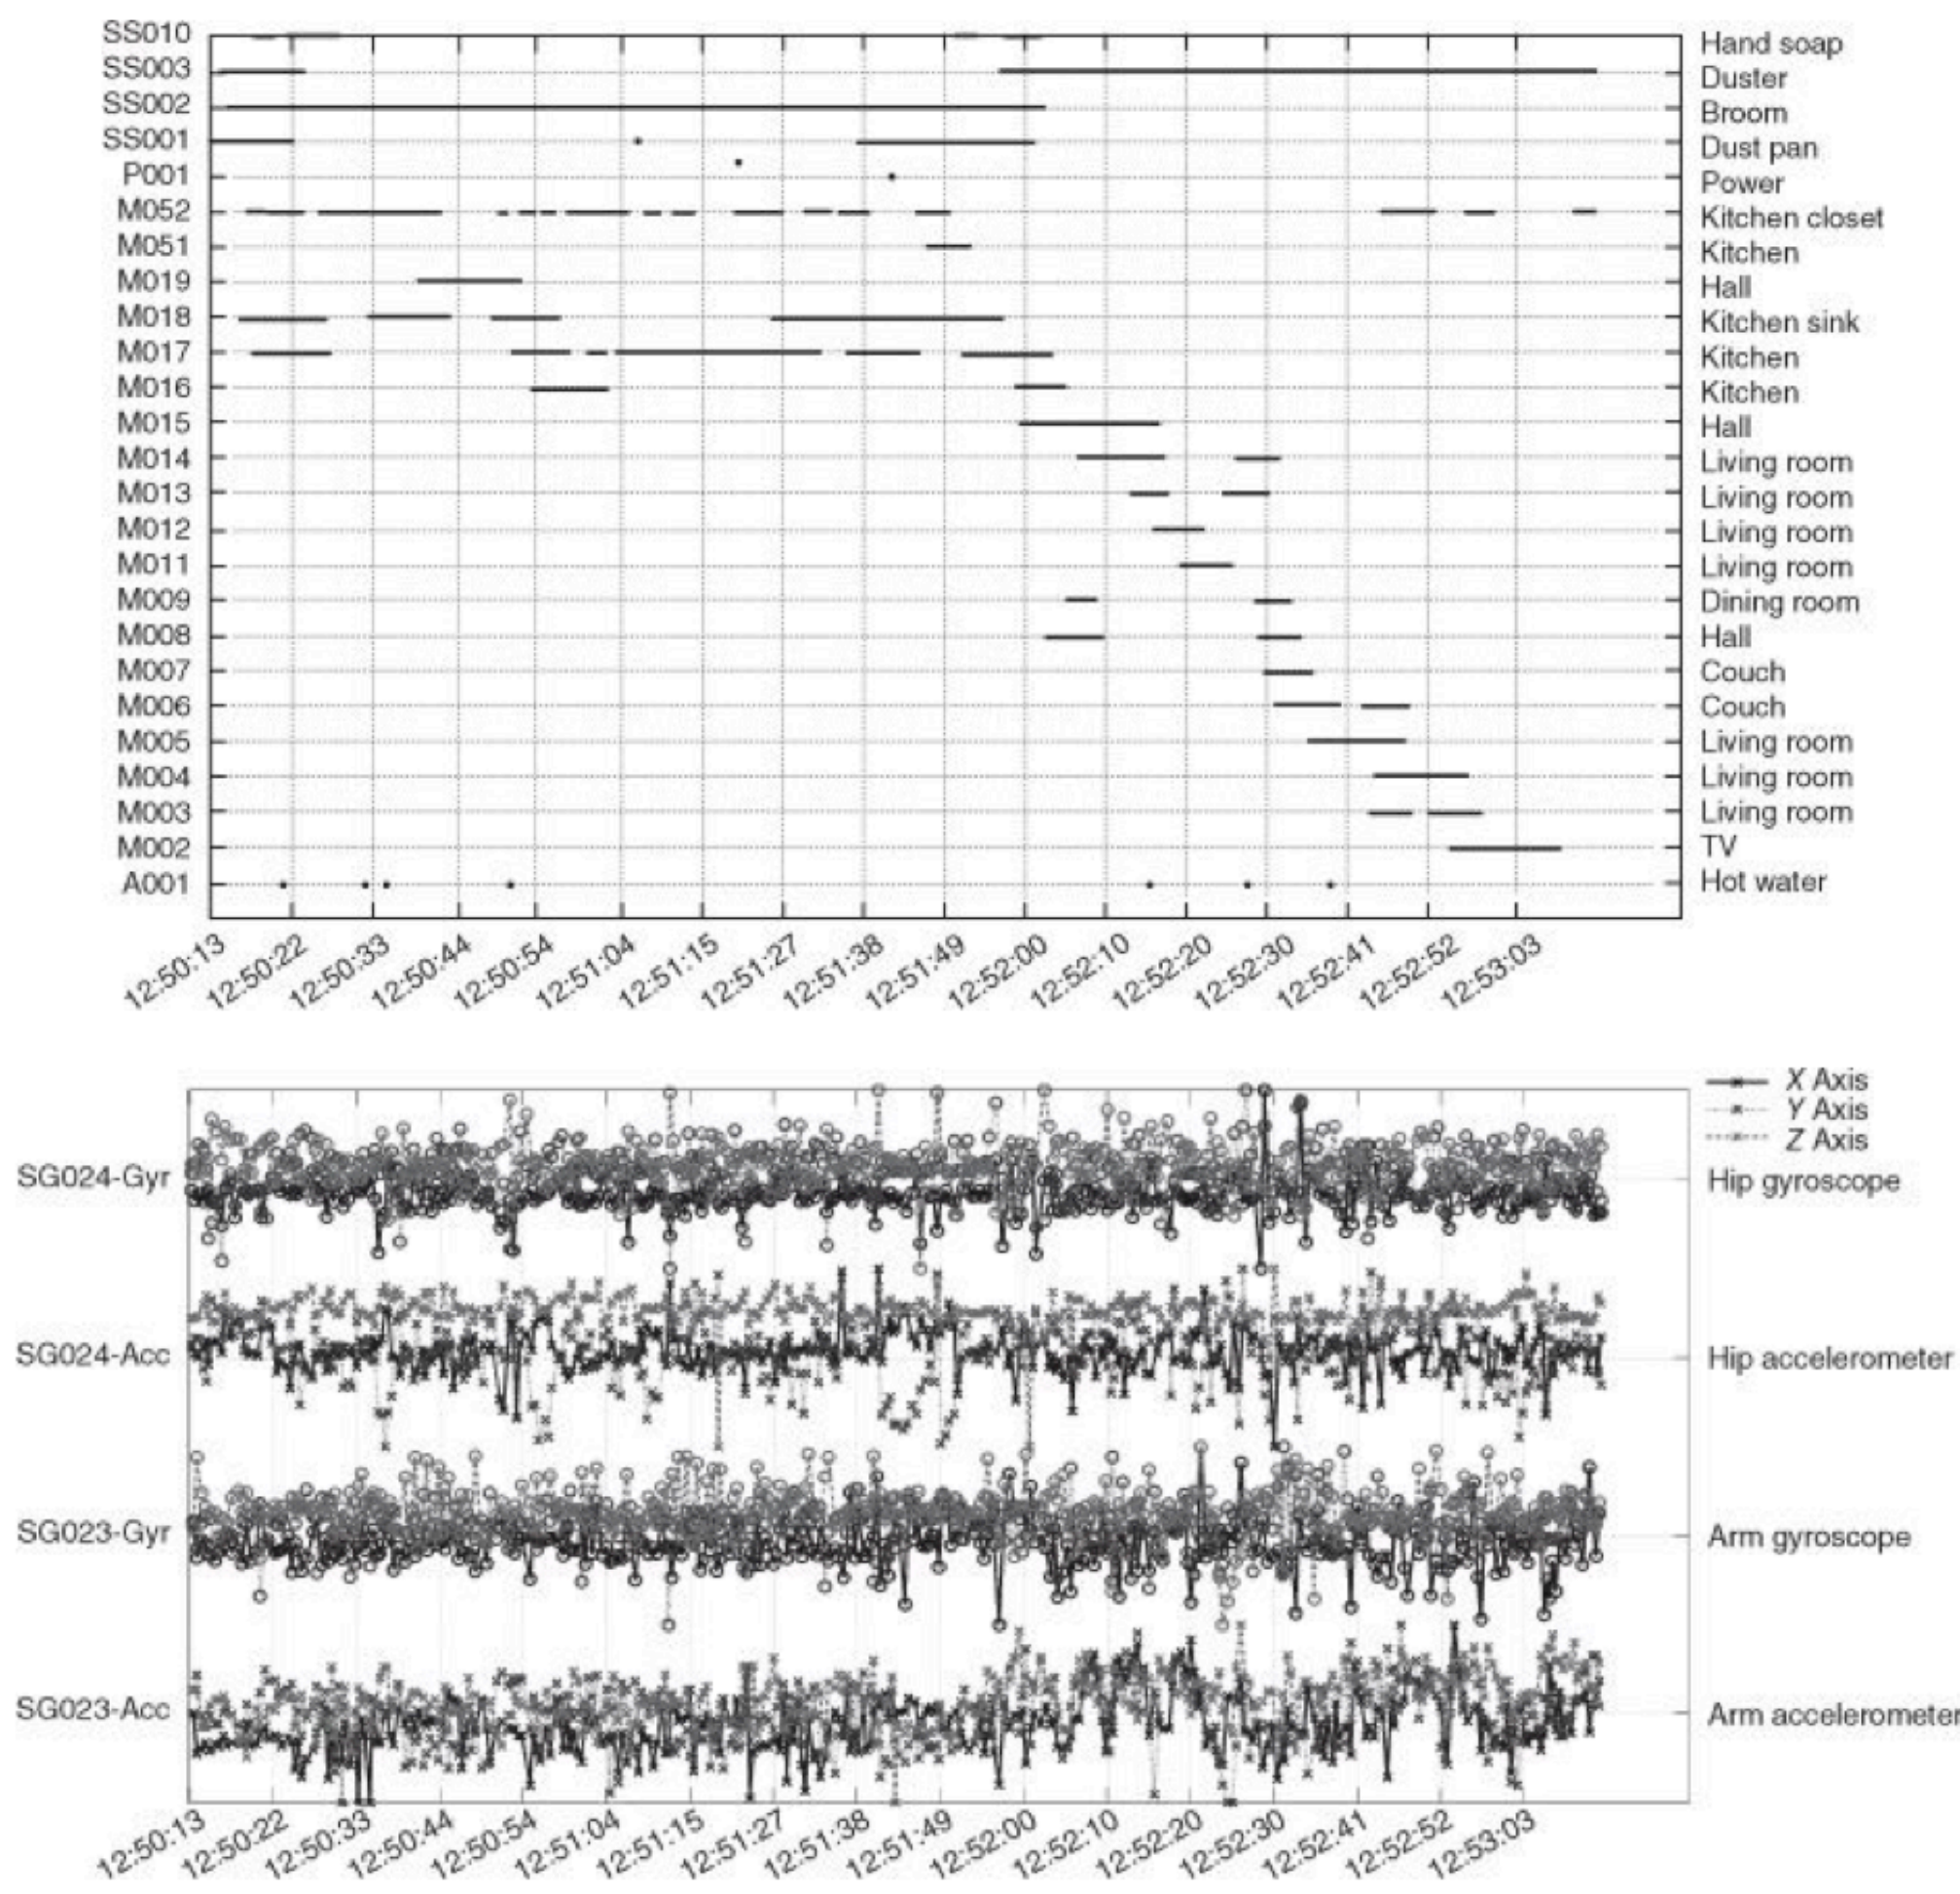 SS010 Hand soap
SS003 Duster
SS002 Broom
SS001 Dust pan
P001 Power
M052 Kitchen closet
M051 Kitchen
M019 Hall
M018 Kitchen sink
M017 Kitchen
M016 Kitchen
M015 Hall
M014 Living room
M013 Living room
M012 Living room
M011 Living room
M009 Dining room
M008 Hall
M007 Couch
M006 Couch
M005 Living room
M004 Living room
M003 Living room
M002 TV
A001 Hot water
12:50:13 12:50:22 12:50:33 12:50:44 12:50:54 12:51:04 12:51:15 12:51:27 12:51:38 12:51:49 12:52:00 12:52:10 12:52:20 12:52:30 12:52:41 12:52:52 12:53:03
X Axis
Y Axis
Z Axis
SG024-Gyr Hip gyroscope
SG024-Acc Hip accelerometer
SG023-Gyr Arm gyroscope
SG023-Acc Arm accelerometer
12:50:13 12:50:22 12:50:33 12:50:44 12:50:54 12:51:04 12:51:15 12:51:27 12:51:38 12:51:49 12:52:00 12:52:10 12:52:20 12:52:30 12:52:41 12:52:52 12:53:03